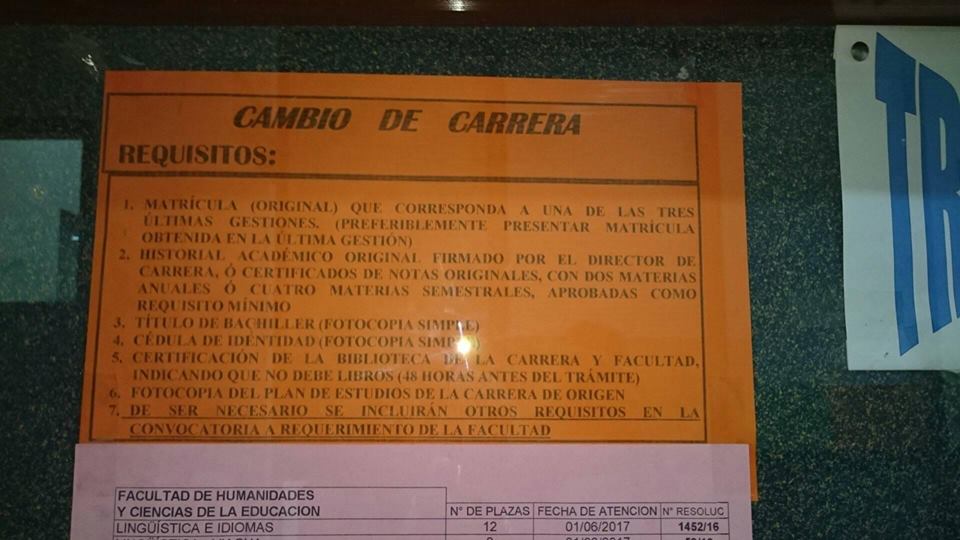 CAMBIO DE CARRERA
REQUISITOS:
1. MATRÍCULA (ORIGINAL) QUE CORRESPONDA A UNA DE LAS TRES
ÚLTIMAS GESTIONES. (PREFERIBLEMENTE PRESENTAR MATRÍCULA
OBTENIDA EN LA ÚLTIMA GESTIÓN)
2. HISTORIAL ACADÉMICO ORIGINAL FIRMADO POR EL DIRECTOR DE
CARRERA, Ó CERTIFICADOS DE NOTAS ORIGINALES, CON DOS MATERIAS
ANUALES Ó CUATRO MATERIAS SEMESTRALES, APROBADAS COMO
REQUISITO MÍNIMO
3. TÍTULO DE BACHILLER (FOTOCOPIA SIMPLE)
4. CÉDULA DE IDENTIDAD (FOTOCOPIA SIMPLE)
5. CERTIFICACIÓN DE LA BIBLIOTECA DE LA CARRERA Y FACULTAD,
INDICANDO QUE NO DEBE LIBROS (48 HORAS ANTES DEL TRÁMITE)
6. FOTOCOPIA DEL PLAN DE ESTUDIOS DE LA CARRERA DE ORIGEN
7. DE SER NECESARIO SE INCLUIRÁN OTROS REQUISITOS EN LA
CONVOCATORIA A REQUERIMIENTO DE LA FACULTAD
FACULTAD DE HUMANIDADES
Y CIENCIAS DE LA EDUCACION N° DE PLAZAS FECHA DE ATENCION N° RESOLUC
LINGÜÍSTICA E IDIOMAS 12 01/06/2017 1452/16
TR